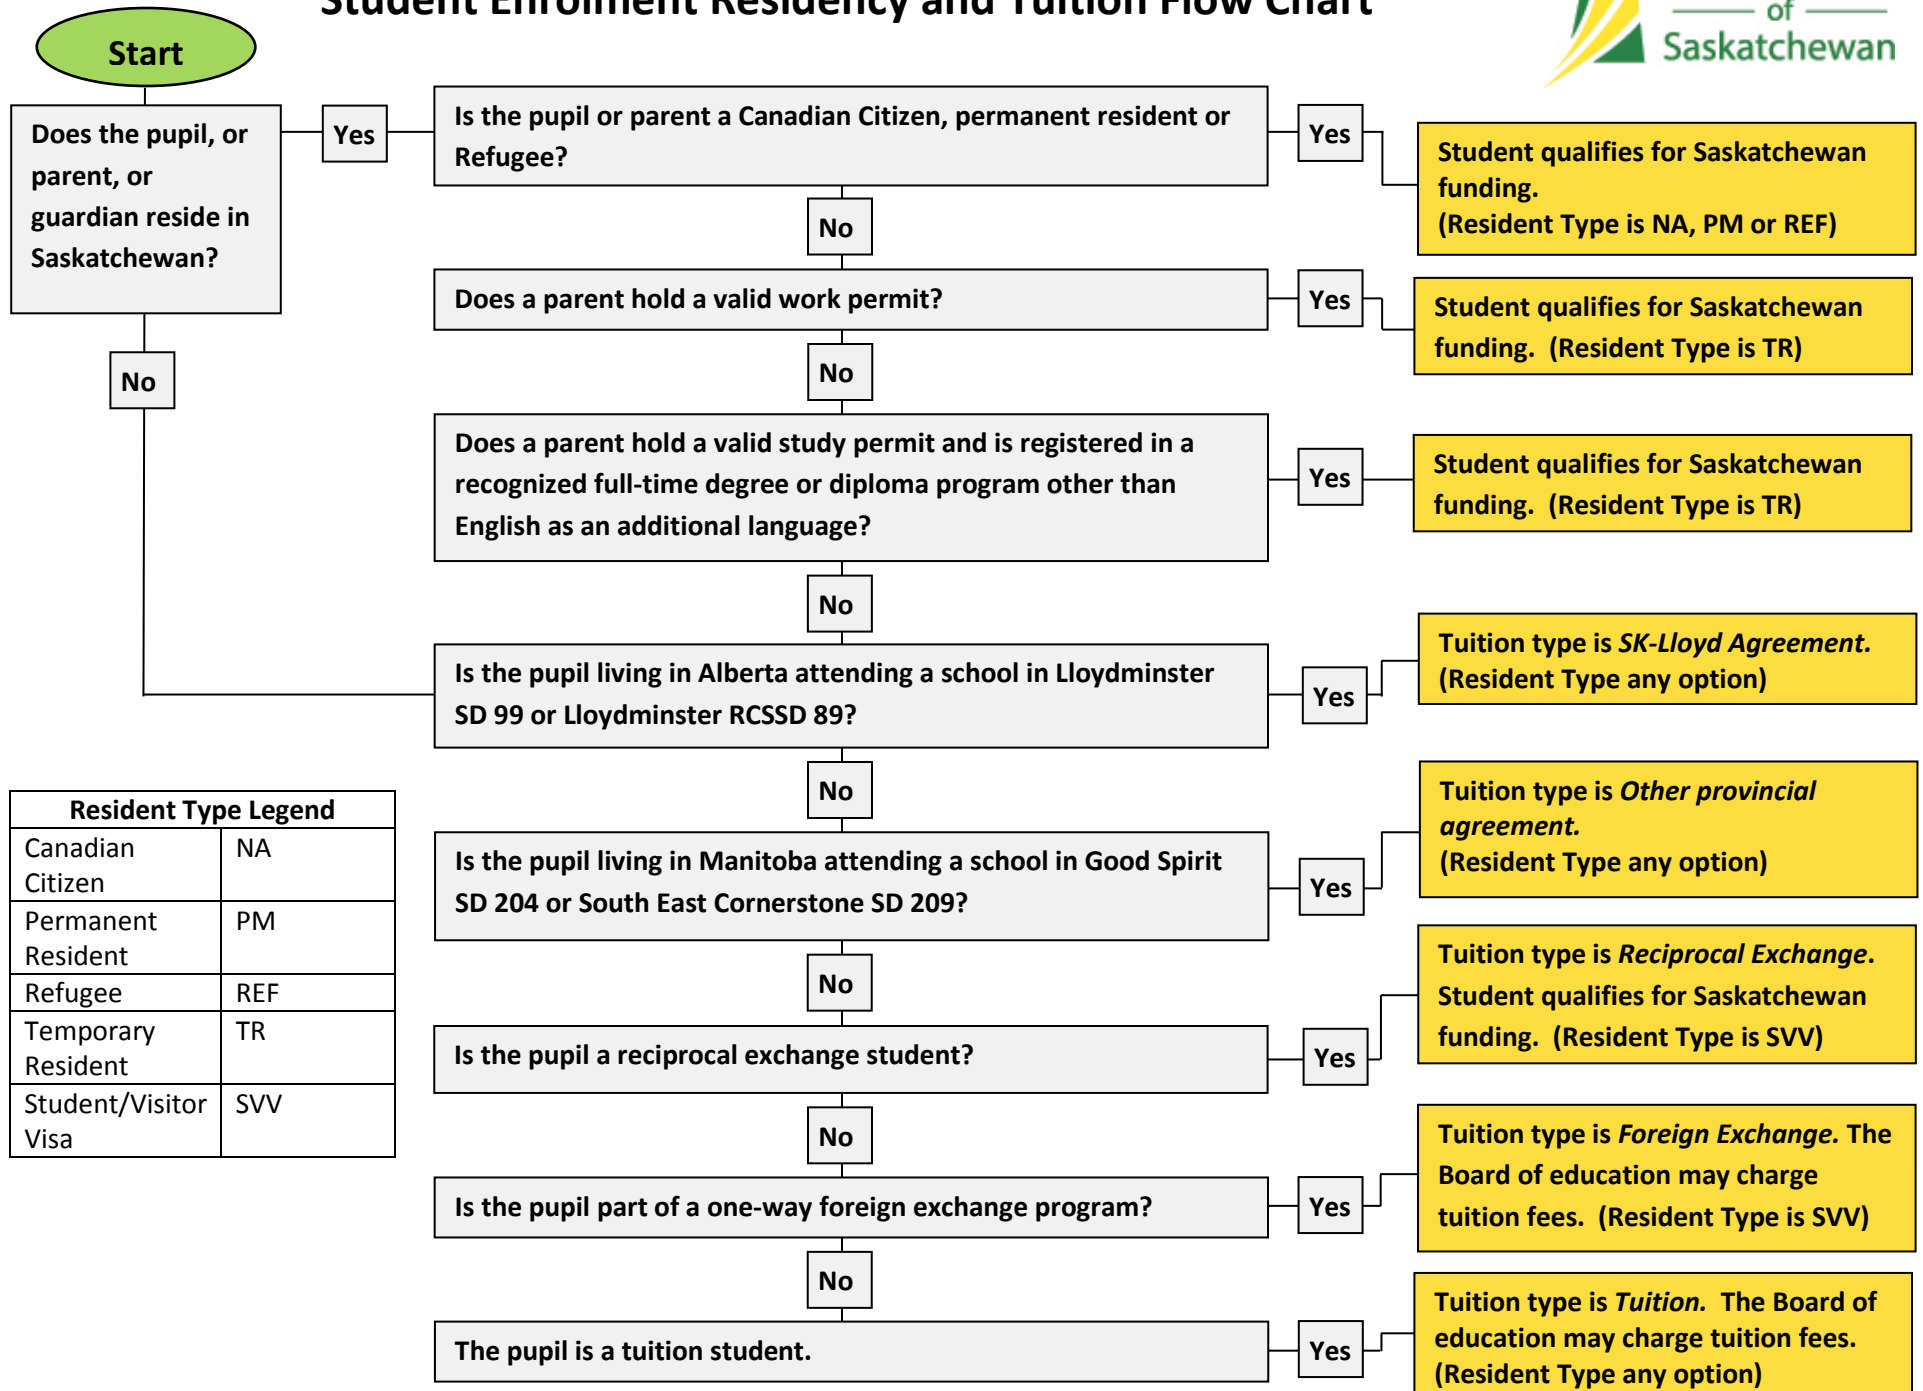 Student Enrolment Residency and Tuition Flow Chart
of
Saskatchewan
Start
Does the pupil, or
parent, or
guardian reside in
Saskatchewan?
Yes
No
Is the pupil or parent a Canadian Citizen, permanent resident or
Refugee?
Yes
Student qualifies for Saskatchewan
funding.
(Resident Type is NA, PM or REF)
No
Does a parent hold a valid work permit?
Yes
Student qualifies for Saskatchewan
funding. (Resident Type is TR)
No
Does a parent hold a valid study permit and is registered in a
recognized full-time degree or diploma program other than
English as an additional language?
Yes
Student qualifies for Saskatchewan
funding. (Resident Type is TR)
No
Is the pupil living in Alberta attending a school in Lloydminster
SD 99 or Lloydminster RCSSD 89?
Yes
Tuition type is SK-Lloyd Agreement.
(Resident Type any option)
No
Is the pupil living in Manitoba attending a school in Good Spirit
SD 204 or South East Cornerstone SD 209?
Yes
Tuition type is Other provincial
agreement.
(Resident Type any option)
No
Is the pupil a reciprocal exchange student?
Yes
Tuition type is Reciprocal Exchange.
Student qualifies for Saskatchewan
funding. (Resident Type is SVV)
No
Is the pupil part of a one-way foreign exchange program?
Yes
Tuition type is Foreign Exchange. The
Board of education may charge
tuition fees. (Resident Type is SVV)
No
The pupil is a tuition student.
Yes
Tuition type is Tuition. The Board of
education may charge tuition fees.
(Resident Type any option)
Resident Type Legend
Canadian
Citizen
NA
Permanent
Resident
PM
Refugee
REF
Temporary
Resident
TR
Student/Visitor
Visa
SVV